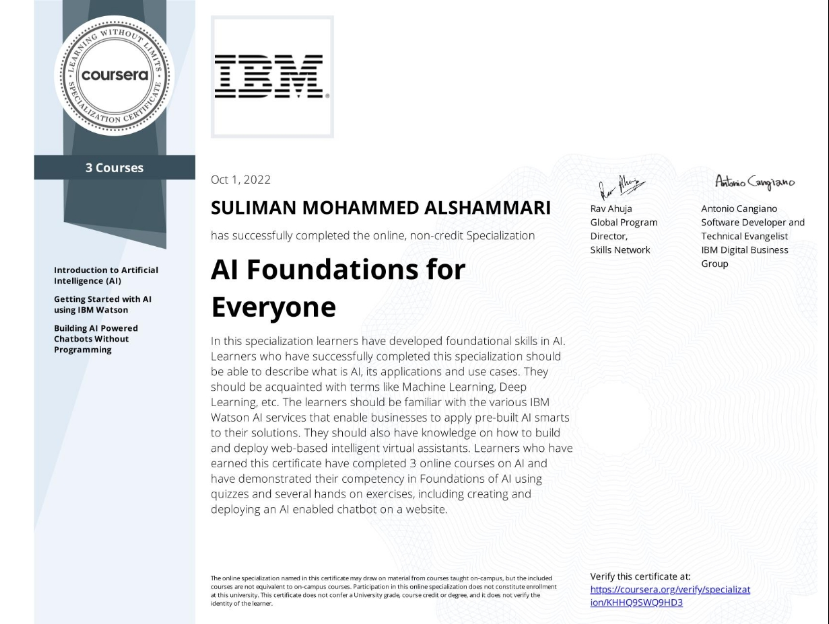 LEARNING WITHOUT LIMITS
coursera
SPECIALIZATION CERTIFICATE
3 Courses
Introduction to Artificial
Intelligence (AI)
Getting Started with AI
using IBM Watson
Building AI Powered
Chatbots Without
Programming
IBM®
Oct 1, 2022
SULIMAN MOHAMMED ALSHAMMARI
has successfully completed the online, non-credit Specialization
AI Foundations for
Everyone
In this specialization learners have developed foundational skills in AI.
Learners who have successfully completed this specialization should
be able to describe what is AI, its applications and use cases. They
should be acquainted with terms like Machine Learning, Deep
Learning, etc. The learners should be familiar with the various IBM
Watson AI services that enable businesses to apply pre-built AI smarts
to their solutions. They should also have knowledge on how to build
and deploy web-based intelligent virtual assistants. Learners who have
earned this certificate have completed 3 online courses on AI and
have demonstrated their competency in Foundations of AI using
quizzes and several hands on exercises, including creating and
deploying an AI enabled chatbot on a website.
The online specialization named in this certificate may draw on material from courses taught on-campus, but the included
courses are not equivalent to on-campus courses. Participation in this online specialization does not constitute enrollment
at this university. This certificate does not confer a University grade, course credit or degree, and it does not verify the
identity of the learner.
Rav Ahuja
Rav Ahuja
Global Program
Director,
Skills Network
Antonio Cangiano
Antonio Cangiano
Software Developer and
Technical Evangelist
IBM Digital Business
Group
Verify this certificate at:
https://coursera.org/verify/specializat
ion/KHHQ9SWQ9HD3